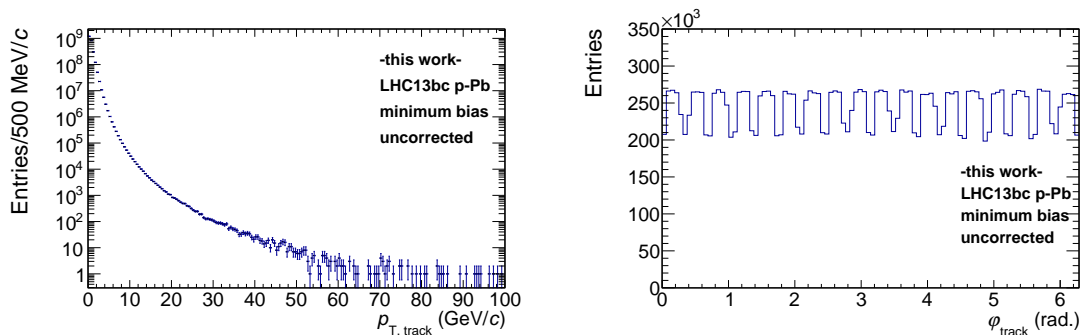 Entries/500 MeV/c
10⁹
10⁸
10⁷
10⁶
10⁵
10⁴
10³
10²
10
1
-this work-
LHC13bc p-Pb
minimum bias
uncorrected
0 10 20 30 40 50 60 70 80 90 100
p_T, track (GeV/c)
×10³
Entries
350
300
250
200
150
100
50
0
-this work-
LHC13bc p-Pb
minimum bias
uncorrected
0 1 2 3 4 5 6
φ_track (rad.)